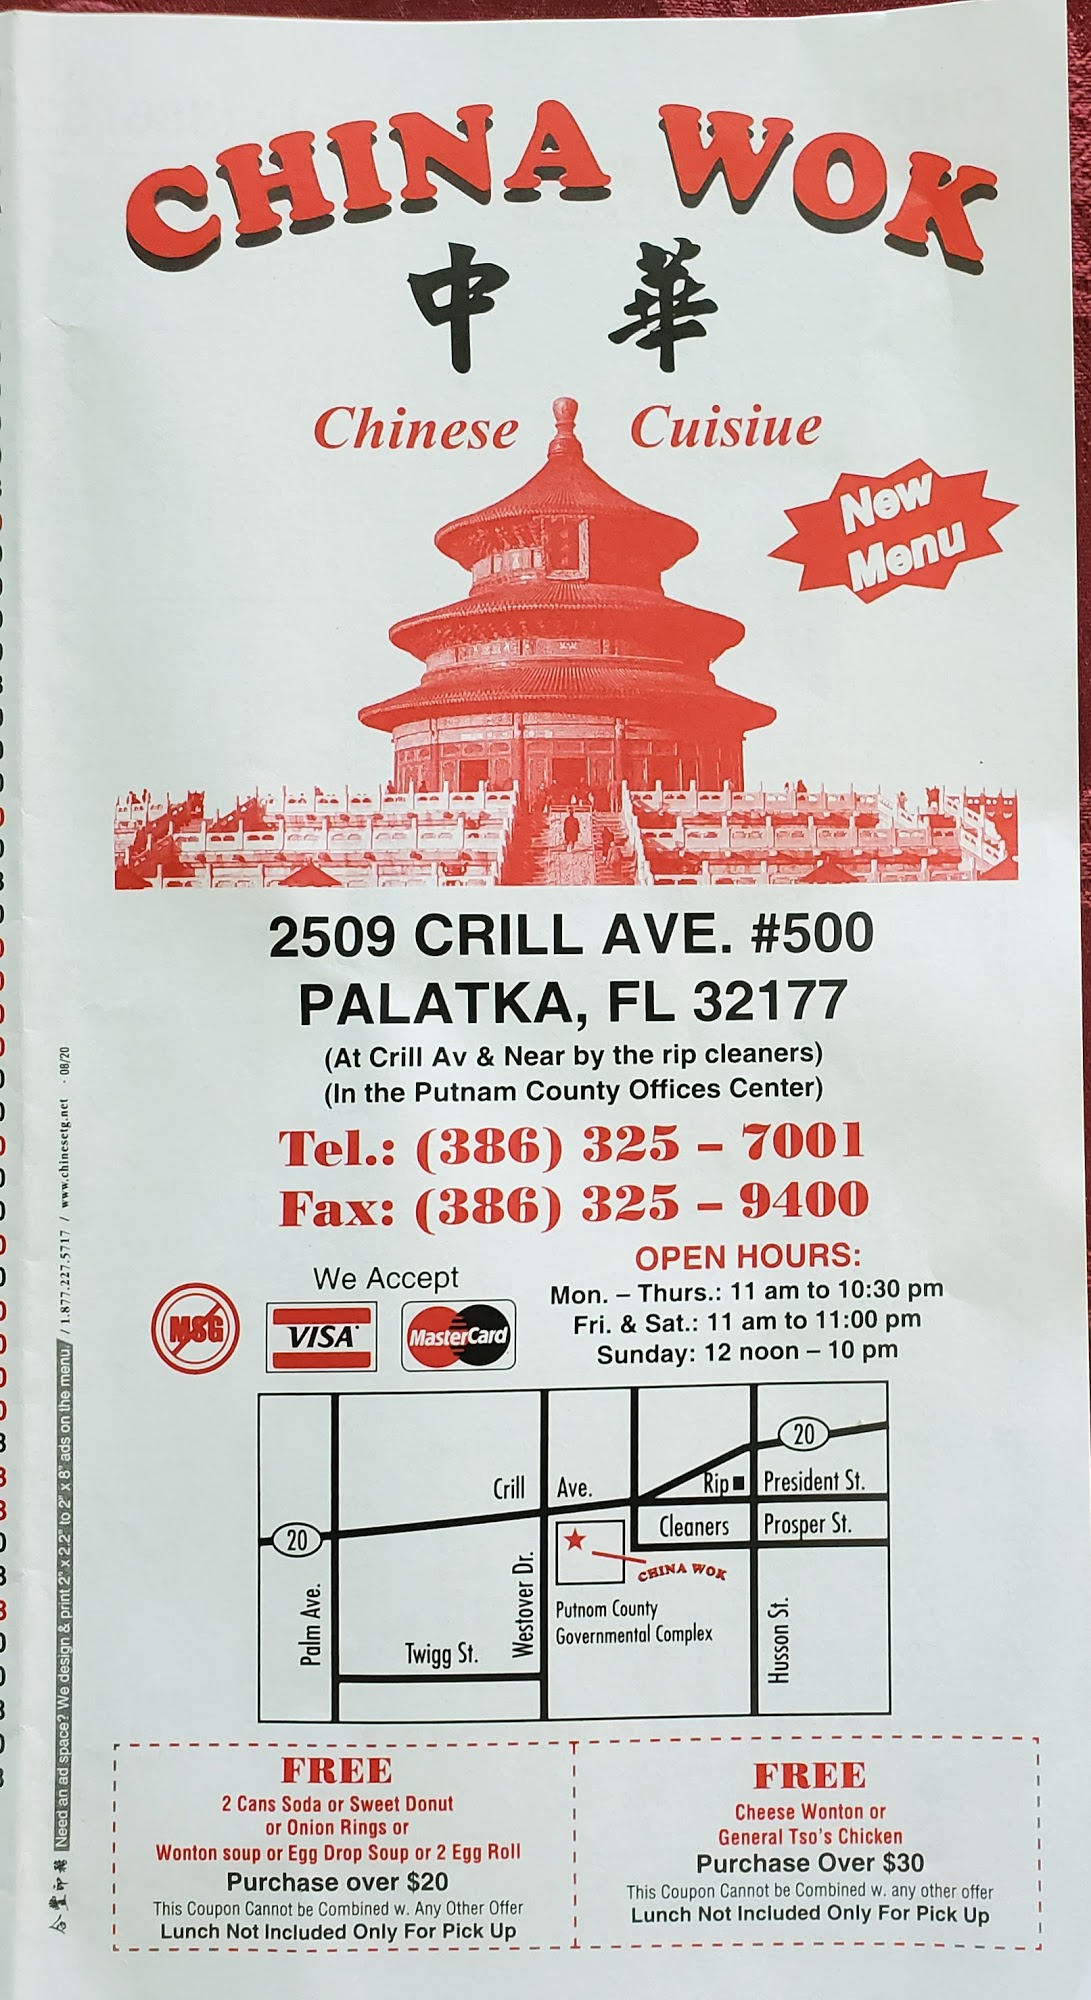 CHINA WOK
中 華
Chinese Cuisiue
New
Menu
2509 CRILL AVE. #500
PALATKA, FL 32177
(At Crill Av & Near by the rip cleaners)
(In the Putnam County Offices Center)
Tel.: (386) 325 – 7001
Fax: (386) 325 – 9400
We Accept
MSG
VISA
MasterCard
OPEN HOURS:
Mon. – Thurs.: 11 am to 10:30 pm
Fri. & Sat.: 11 am to 11:00 pm
Sunday: 12 noon – 10 pm
20
Crill Ave.
Rip
President St.
20
Cleaners
Prosper St.
CHINA WOK
Palm Ave.
Westover Dr.
Putnom County
Governmental Complex
Twigg St.
Husson St.
FREE
2 Cans Soda or Sweet Donut
or Onion Rings or
Wonton soup or Egg Drop Soup or 2 Egg Roll
Purchase over $20
This Coupon Cannot be Combined w. Any Other Offer
Lunch Not Included Only For Pick Up
FREE
Cheese Wonton or
General Tso's Chicken
Purchase Over $30
This Coupon Cannot be Combined w. any other offer
Lunch Not Included Only For Pick Up
Need an ad space? We design & print 2" x 2.2" to 2" x 8" ads on the menu. / 1.877.227.5717 / www.chinesetg.net · 08/20